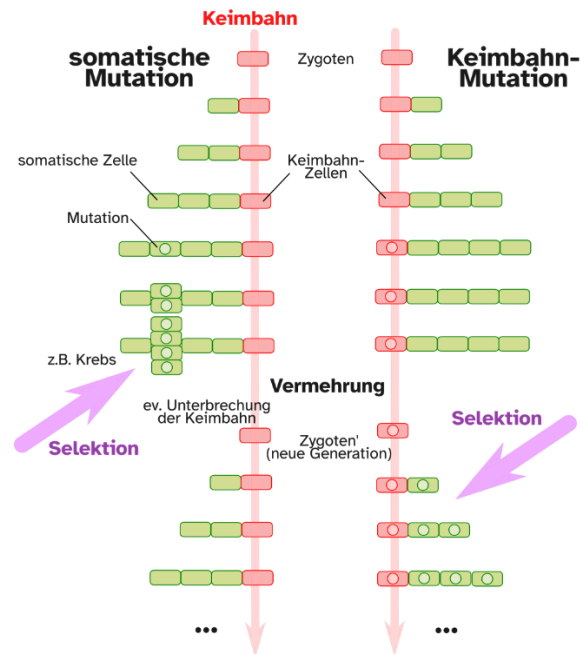 Keimbahn
somatische
Mutation
Zygoten
Keimbahn-
Mutation
somatische Zelle
Keimbahn-
Zellen
Mutation
z.B. Krebs
Vermehrung
ev. Unterbrechung
der Keimbahn
Selektion
Selektion
Zygoten'
(neue Generation)
...
...